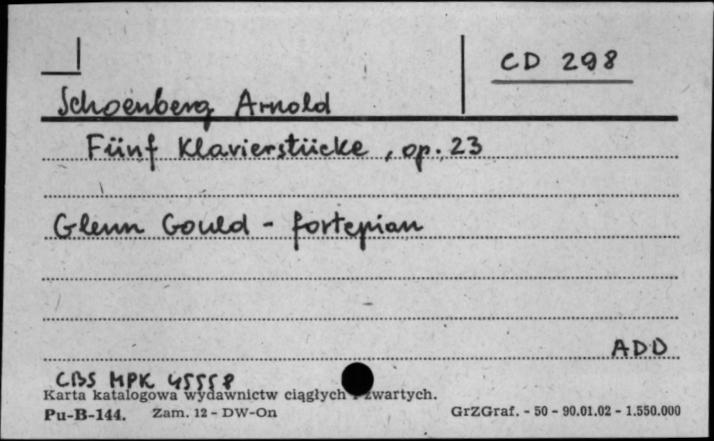 CD 298
Schoenberg Arnold
Fünf Klavierstücke, op. 23
Glenn Gould - fortepian
ADD
CBS MPK 45558
Karta katalogowa wydawnictw ciągłych i zwartych.
Pu-B-144. Zam. 12 - DW-On GrZGraf. - 50 - 90.01.02 - 1.550.000